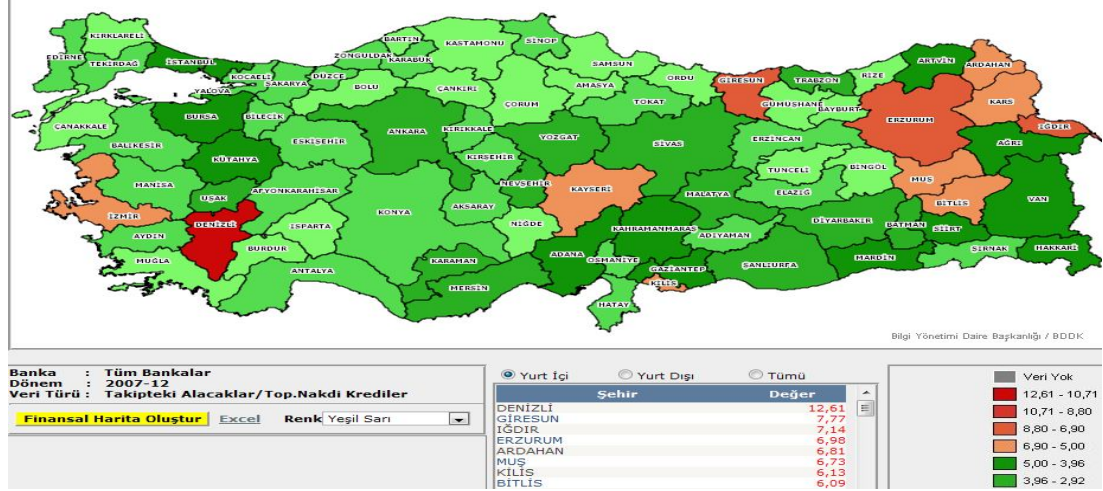 KIRKLARELİ
EDİRNE
TEKİRDAĞ
İSTANBUL
KOCAELİ
YALOVA
SAKARYA
DÜZCE
ZONGULDAK
BARTIN
KARABÜK
KASTAMONU
SİNOP
SAMSUN
BOLU
ÇANKIRI
ÇORUM
AMASYA
ORDU
TOKAT
GİRESUN
TRABZON
RİZE
ARTVİN
ARDAHAN
GÜMÜŞHANE
BAYBURT
KARS
IĞDIR
ERZURUM
AĞRI
ÇANAKKALE
BALIKESİR
BURSA
BİLECİK
ESKİŞEHİR
ANKARA
KIRIKKALE
YOZGAT
SİVAS
ERZİNCAN
KÜTAHYA
KIRŞEHİR
TUNCELİ
BİNGÖL
MUŞ
BİTLİS
VAN
MANİSA
UŞAK
AFYONKARAHİSAR
NEVŞEHİR
KAYSERİ
MALATYA
ELAZIĞ
İZMİR
DENİZLİ
ISPARTA
KONYA
AKSARAY
NİĞDE
KAHRAMANMARAŞ
ADIYAMAN
DİYARBAKIR
BATMAN
SİİRT
AYDIN
MUĞLA
BURDUR
ANTALYA
KARAMAN
MERSİN
ADANA
OSMANİYE
GAZİANTEP
KİLİS
ŞANLIURFA
MARDİN
ŞIRNAK
HAKKARİ
HATAY
Bilgi Yönetimi Daire Başkanlığı / BDDK
Banka : Tüm Bankalar
Dönem : 2007-12
Veri Türü : Takipteki Alacaklar/Top.Nakdi Krediler
Finansal Harita Oluştur Excel Renk Yeşil Sarı
Yurt İçi Yurt Dışı Tümü
Şehir Değer
DENİZLİ 12,61
GİRESUN 7,77
IĞDIR 7,14
ERZURUM 6,98
ARDAHAN 6,81
MUŞ 6,73
KİLİS 6,13
BİTLİS 6,09
Veri Yok
12,61 - 10,71
10,71 - 8,80
8,80 - 6,90
6,90 - 5,00
5,00 - 3,96
3,96 - 2,92